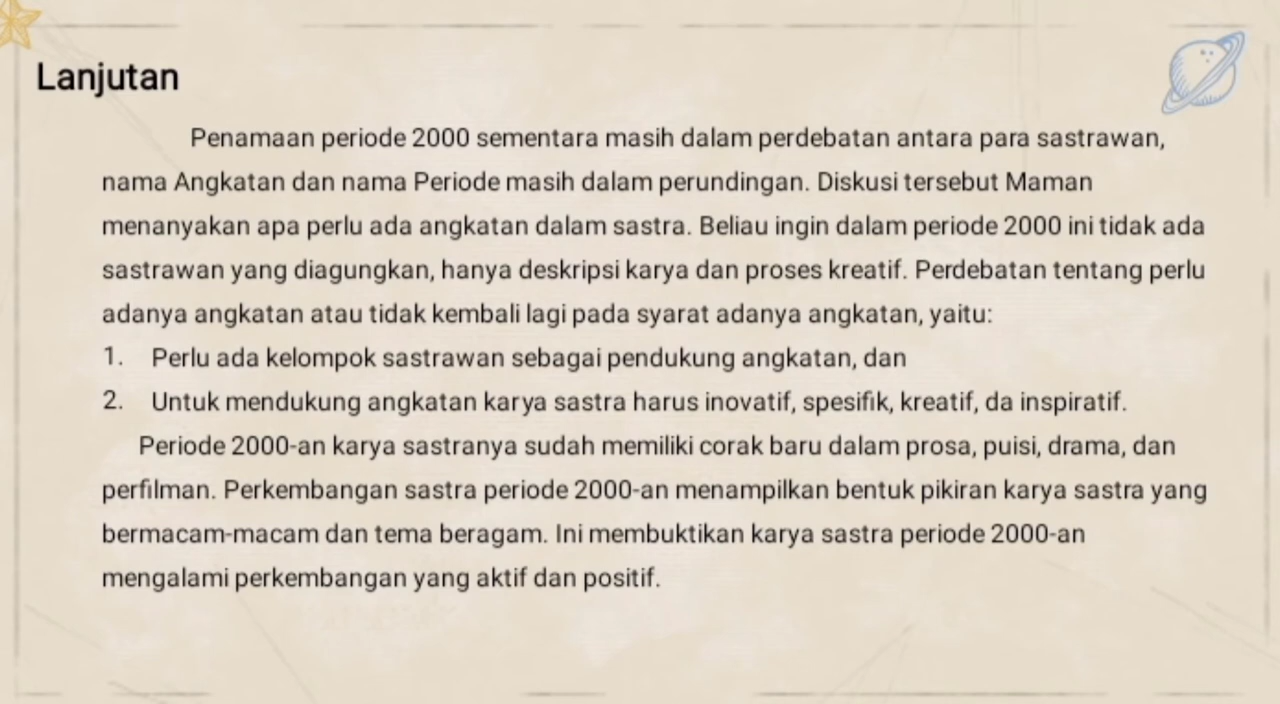 Lanjutan
Penamaan periode 2000 sementara masih dalam perdebatan antara para sastrawan,
nama Angkatan dan nama Periode masih dalam perundingan. Diskusi tersebut Maman
menanyakan apa perlu ada angkatan dalam sastra. Beliau ingin dalam periode 2000 ini tidak ada
sastrawan yang diagungkan, hanya deskripsi karya dan proses kreatif. Perdebatan tentang perlu
adanya angkatan atau tidak kembali lagi pada syarat adanya angkatan, yaitu:
1. Perlu ada kelompok sastrawan sebagai pendukung angkatan, dan
2. Untuk mendukung angkatan karya sastra harus inovatif, spesifik, kreatif, da inspiratif.
Periode 2000-an karya sastranya sudah memiliki corak baru dalam prosa, puisi, drama, dan
perfilman. Perkembangan sastra periode 2000-an menampilkan bentuk pikiran karya sastra yang
bermacam-macam dan tema beragam. Ini membuktikan karya sastra periode 2000-an
mengalami perkembangan yang aktif dan positif.